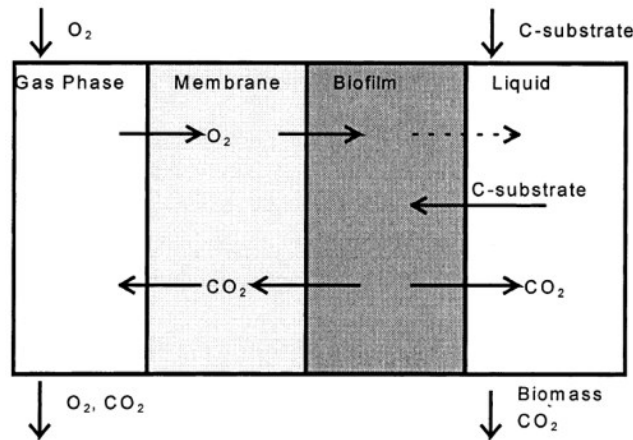 O₂
C-substrate
Gas Phase Membrane Biofilm Liquid
O₂
C-substrate
CO₂ CO₂
O₂, CO₂
Biomass
CO₂